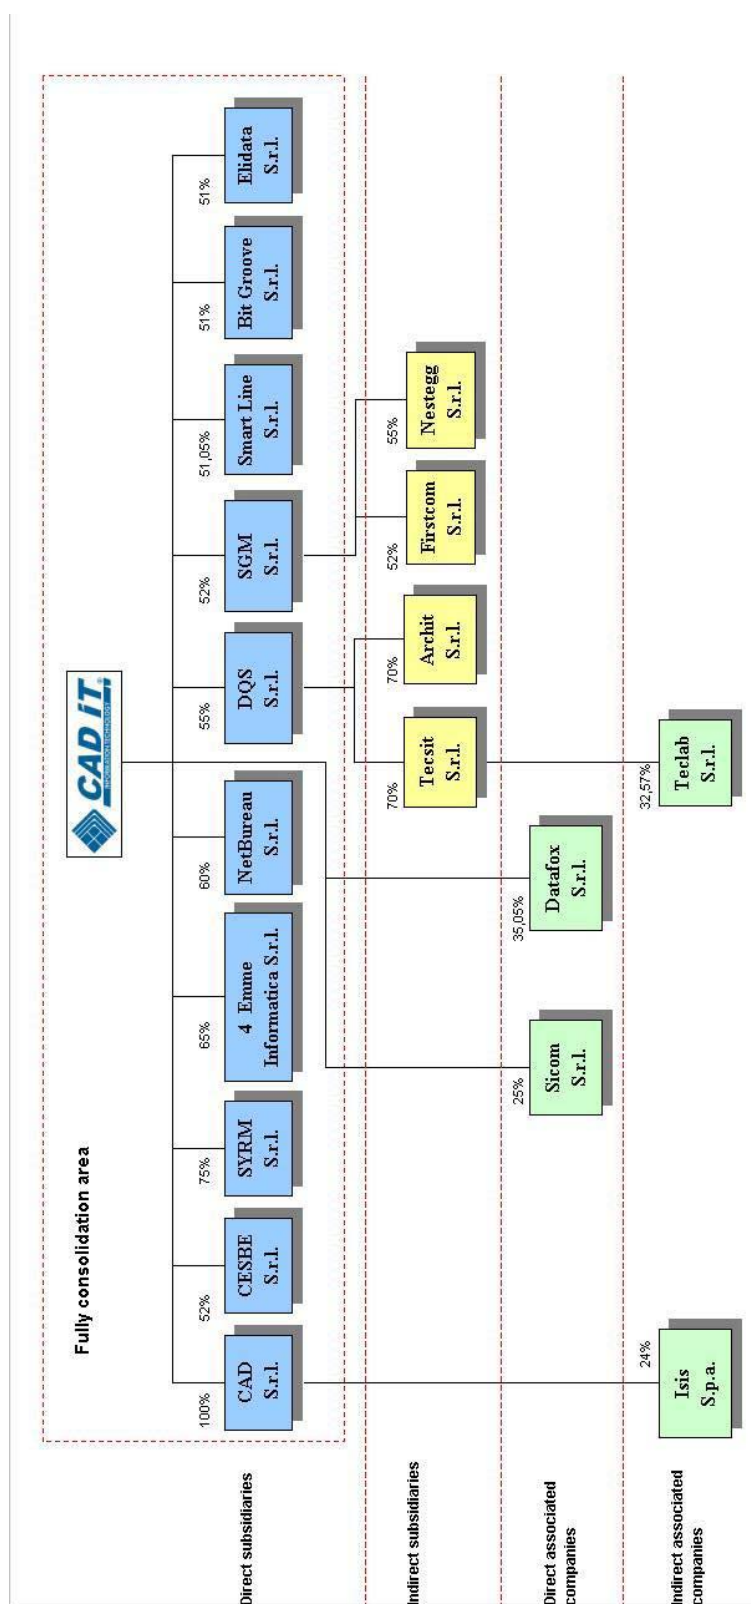 CAD iT®
INFORMATION TECHNOLOGY
Fully consolidation area
Direct subsidiaries
100%
CAD
S.r.l.
52%
CESBE
S.r.l.
75%
SYRM
S.r.l.
65%
4 Emme
Informatica S.r.l.
60%
NetBureau
S.r.l.
55%
DQS
S.r.l.
52%
SGM
S.r.l.
51,05%
Smart Line
S.r.l.
51%
Bit Groove
S.r.l.
51%
Elidata
S.r.l.
Indirect subsidiaries
70%
Tecsit
S.r.l.
70%
Archit
S.r.l.
52%
Firstcom
S.r.l.
55%
Nestegg
S.r.l.
Direct associated
companies
25%
Sicom
S.r.l.
35,05%
Datafox
S.r.l.
Indirect associated
companies
24%
Isis
S.p.a.
32,57%
Teclab
S.r.l.